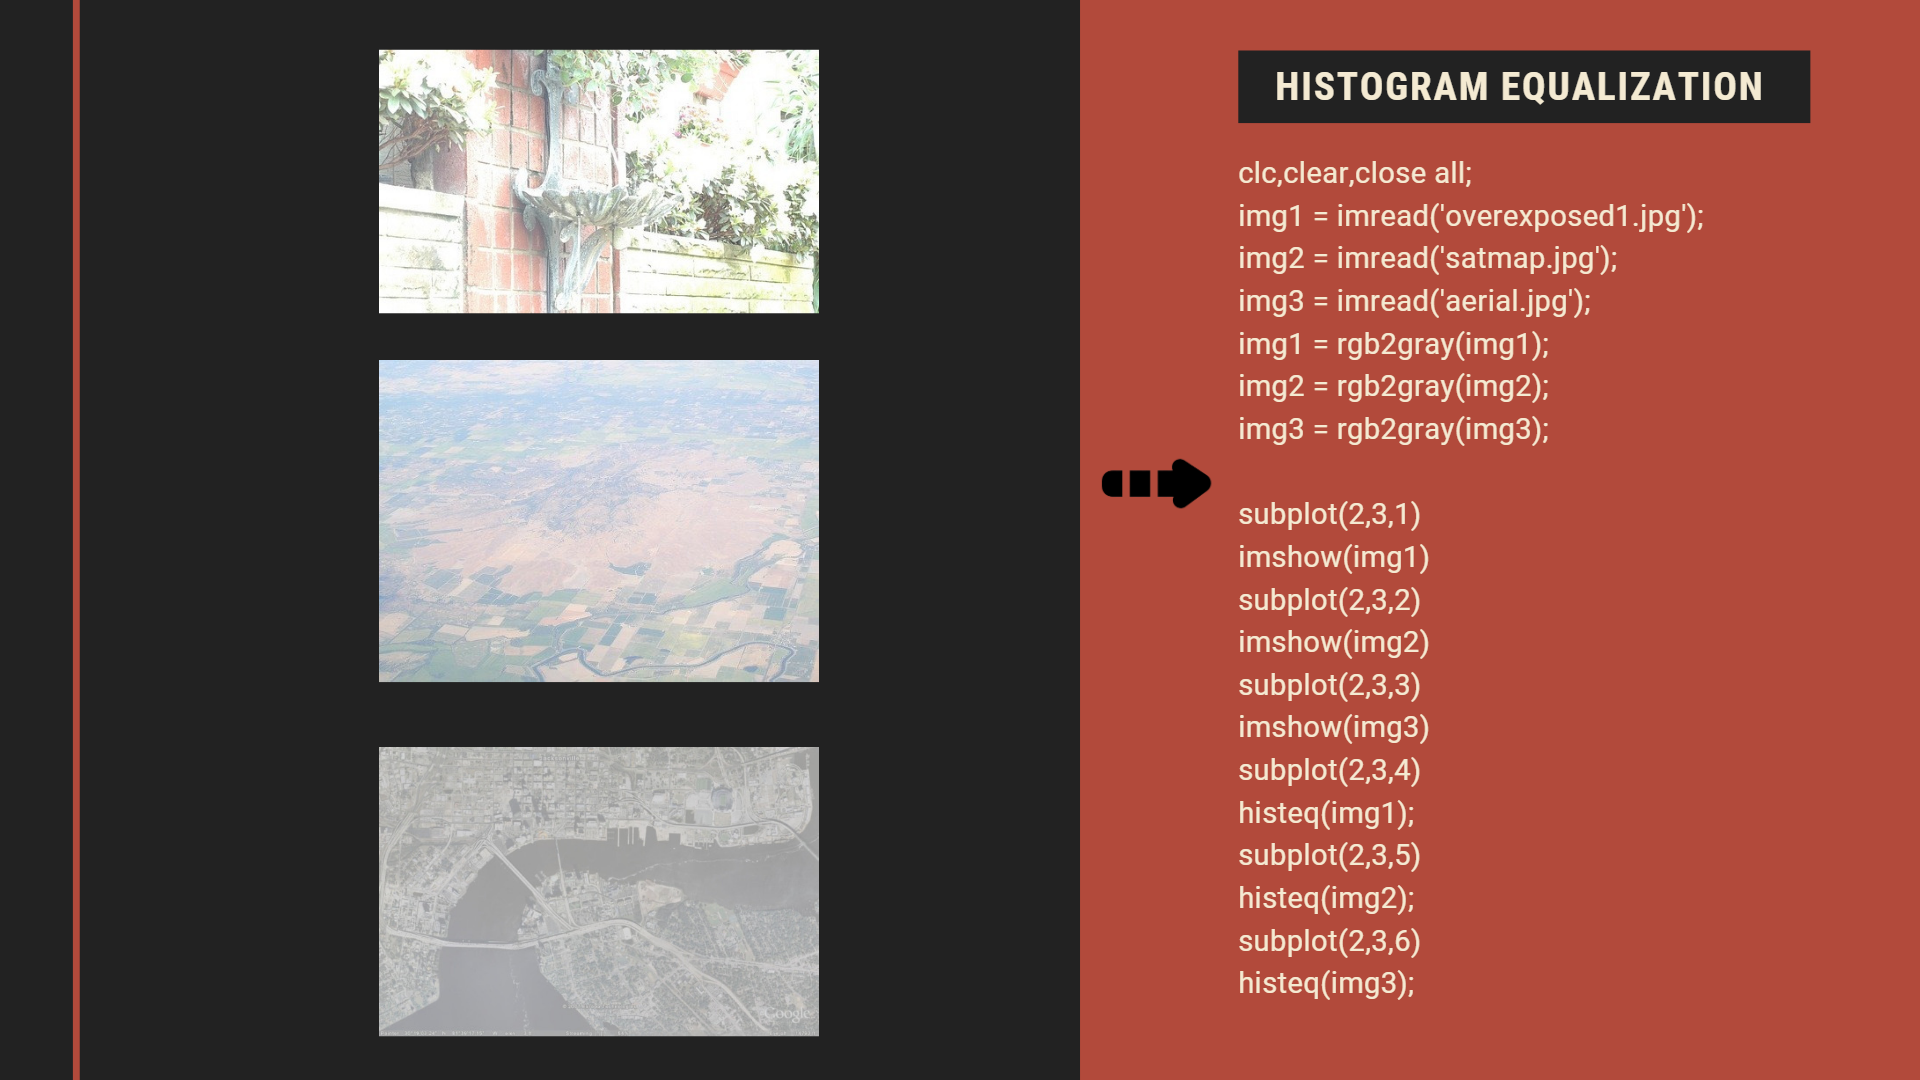 HISTOGRAM EQUALIZATION
clc,clear,close all;
img1 = imread('overexposed1.jpg');
img2 = imread('satmap.jpg');
img3 = imread('aerial.jpg');
img1 = rgb2gray(img1);
img2 = rgb2gray(img2);
img3 = rgb2gray(img3);
subplot(2,3,1)
imshow(img1)
subplot(2,3,2)
imshow(img2)
subplot(2,3,3)
imshow(img3)
subplot(2,3,4)
histeq(img1);
subplot(2,3,5)
histeq(img2);
subplot(2,3,6)
histeq(img3);
Google